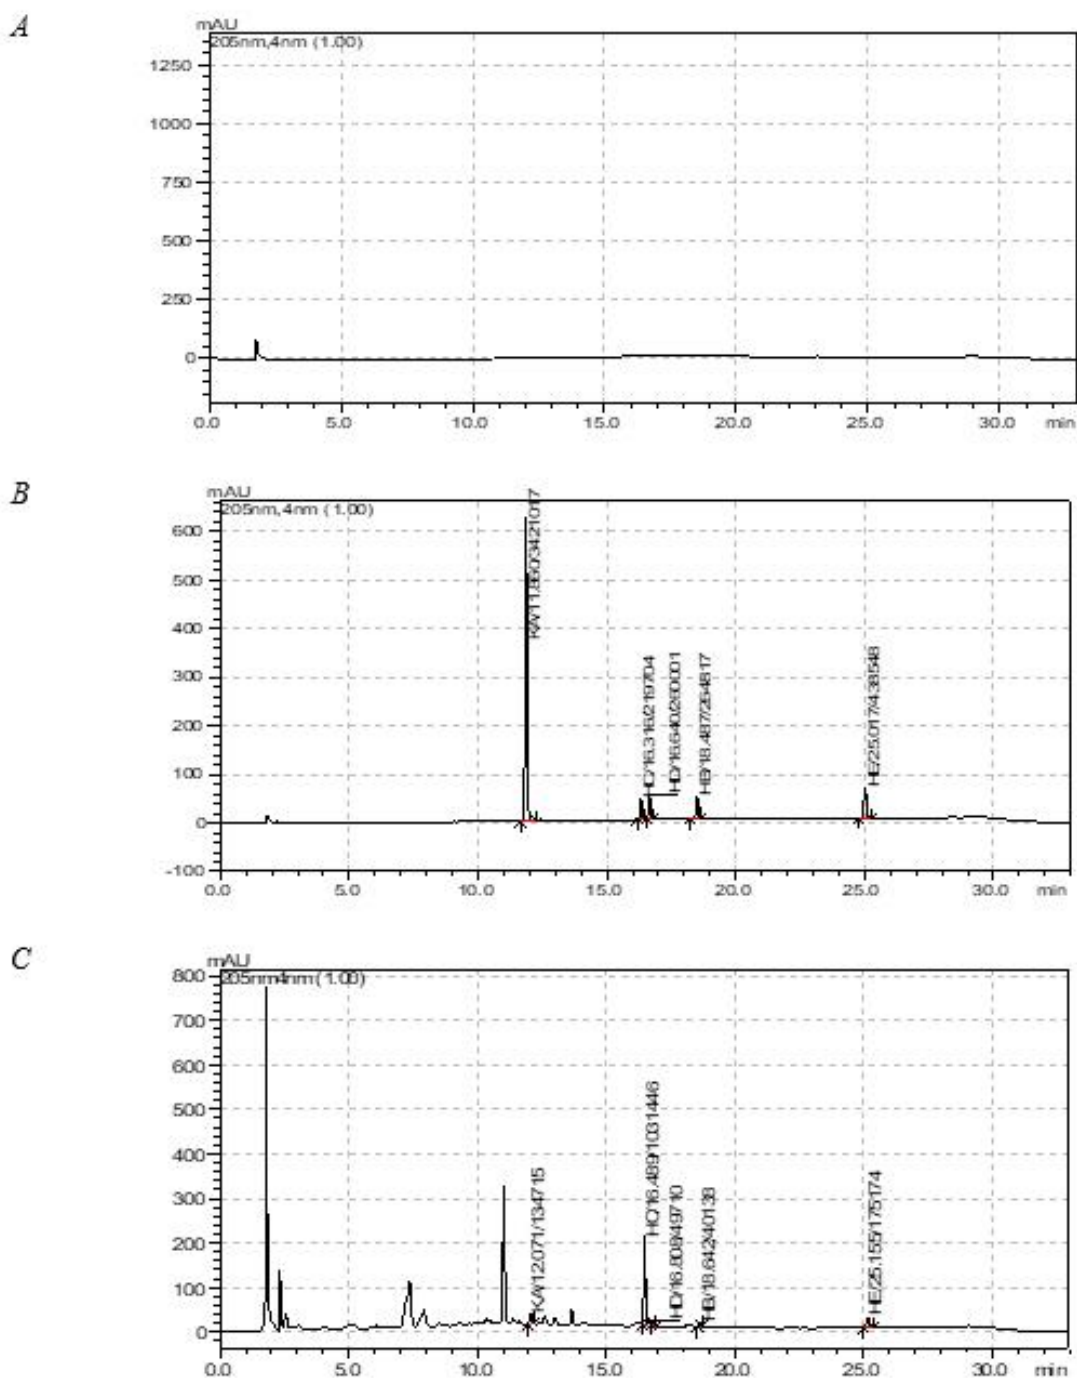 A
mAU
205nm,4nm (1.00)
1250
1000
750
500
250
0
0.0 5.0 10.0 15.0 20.0 25.0 30.0 min
B
mAU
205nm,4nm (1.00)
600
500
400
300
200
100
0
-100
KA/11.860/3421017
IC/16.316/219704
HD/16.640/260001
HB/18.487/264817
HE/25.017/438548
0.0 5.0 10.0 15.0 20.0 25.0 30.0 min
C
mAU
205nm4nm (1.00)
800
700
600
500
400
300
200
100
0
KA/12.071/134715
HC/16.489/1031446
HD/16.808/49710
HB/18.642/40138
HE/25.155/175174
0.0 5.0 10.0 15.0 20.0 25.0 30.0 min